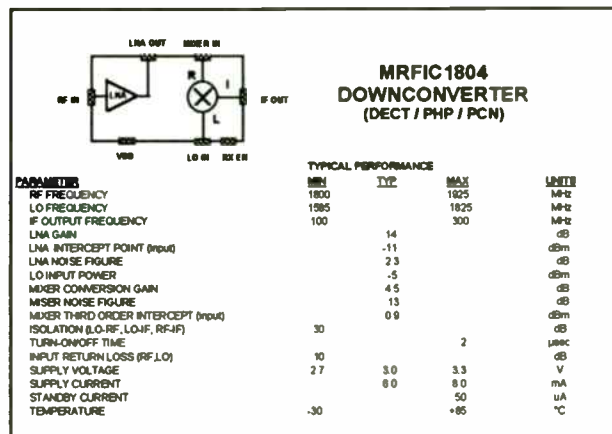 LNA OUT MIXER IN
R
I
LNA
RF IN
IF OUT
L
VDD LO IN RX EN
MRFIC1804
DOWNCONVERTER
(DECT / PHP / PCN)
TYPICAL PERFORMANCE
PARAMETER MIN TYP MAX UNITS
RF FREQUENCY 1800 1925 MHz
LO FREQUENCY 1585 1825 MHz
IF OUTPUT FREQUENCY 100 300 MHz
LNA GAIN 14 dB
LNA INTERCEPT POINT (input) -11 dBm
LNA NOISE FIGURE 2.3 dB
LO INPUT POWER -5 dBm
MIXER CONVERSION GAIN 4.5 dB
MISER NOISE FIGURE 13 dB
MIXER THIRD ORDER INTERCEPT (input) 0.9 dBm
ISOLATION (LO-RF, LO-IF, RF-IF) 30 dB
TURN-ON/OFF TIME 2 µsec
INPUT RETURN LOSS (RF,LO) 10 dB
SUPPLY VOLTAGE 2.7 3.0 3.3 V
SUPPLY CURRENT 6.0 8.0 mA
STANDBY CURRENT 50 uA
TEMPERATURE -30 +85 °C